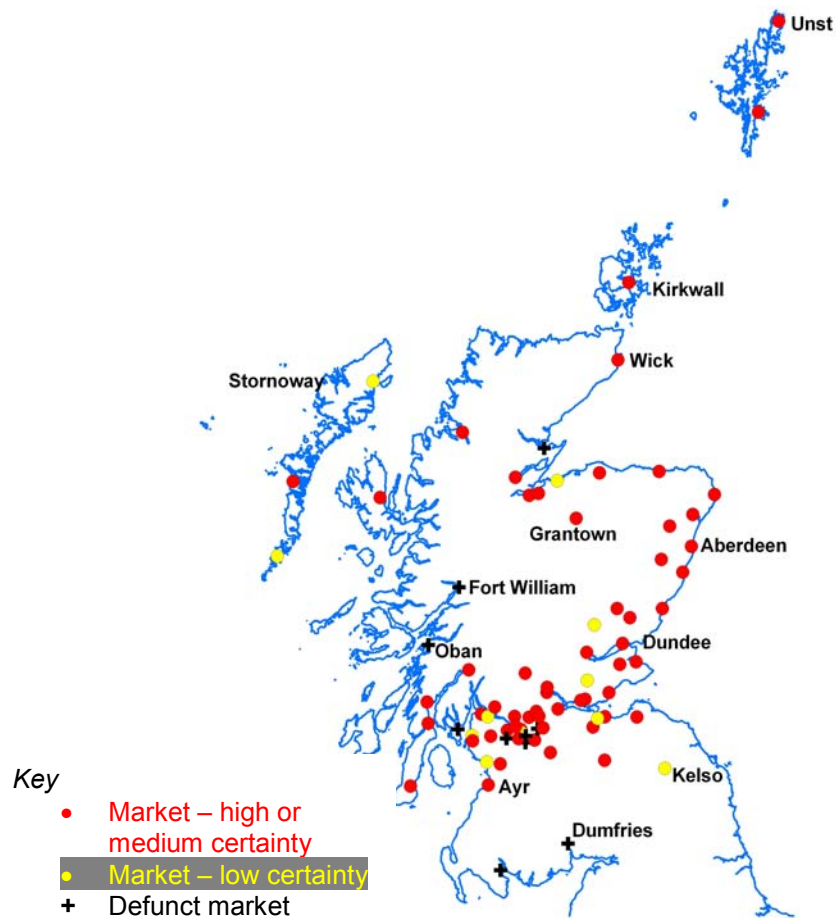 Unst
Kirkwall
Wick
Stornoway
Grantown
Aberdeen
Fort William
Oban
Dundee
Key
Ayr
Kelso
Market – high or
medium certainty
Dumfries
Market – low certainty
Defunct market